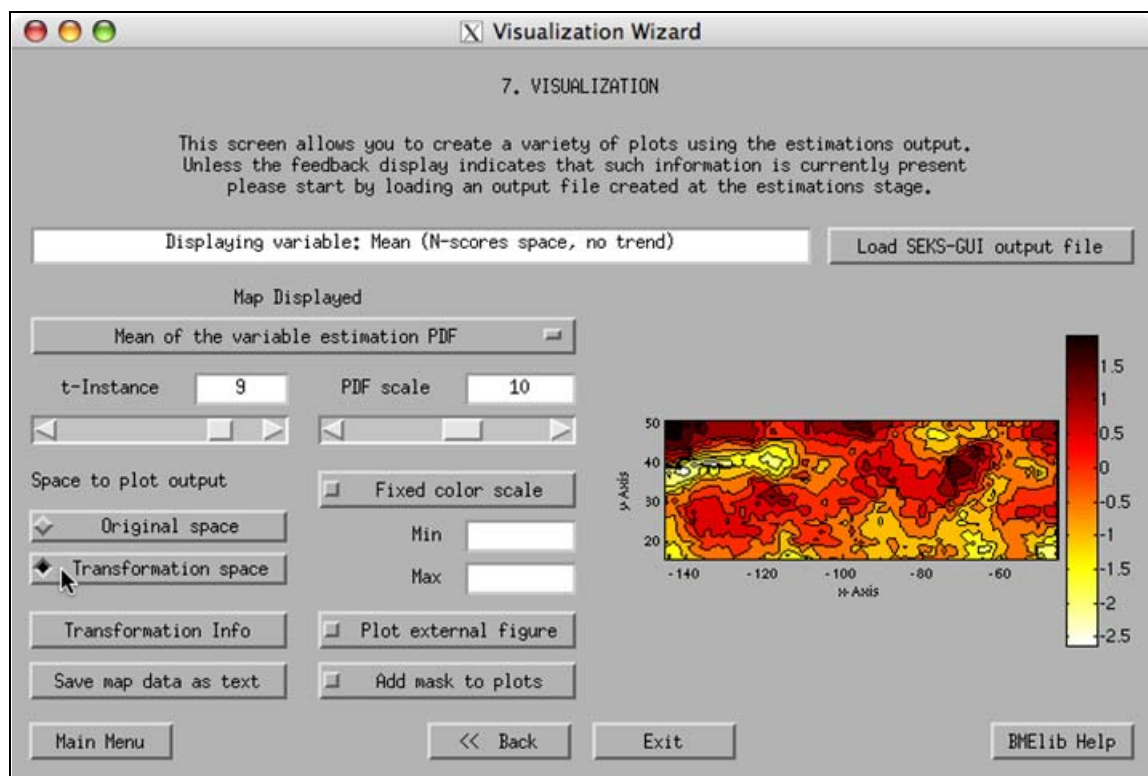 X Visualization Wizard
7. VISUALIZATION
This screen allows you to create a variety of plots using the estimations output.
Unless the feedback display indicates that such information is currently present
please start by loading an output file created at the estimations stage.
Displaying variable: Mean (N-scores space, no trend)
Load SEKS-GUI output file
Map Displayed
Mean of the variable estimation PDF
t-Instance 9
PDF scale 10
Space to plot output
Original space
Transformation space
Fixed color scale
Min
Max
Transformation Info
Plot external figure
Save map data as text
Add mask to plots
50
40
30
20
y-Axis
-140 -120 -100 -80 -60
x-Axis
1.5
1
0.5
0
-0.5
-1
-1.5
-2
-2.5
Main Menu
<< Back
Exit
BMElib Help